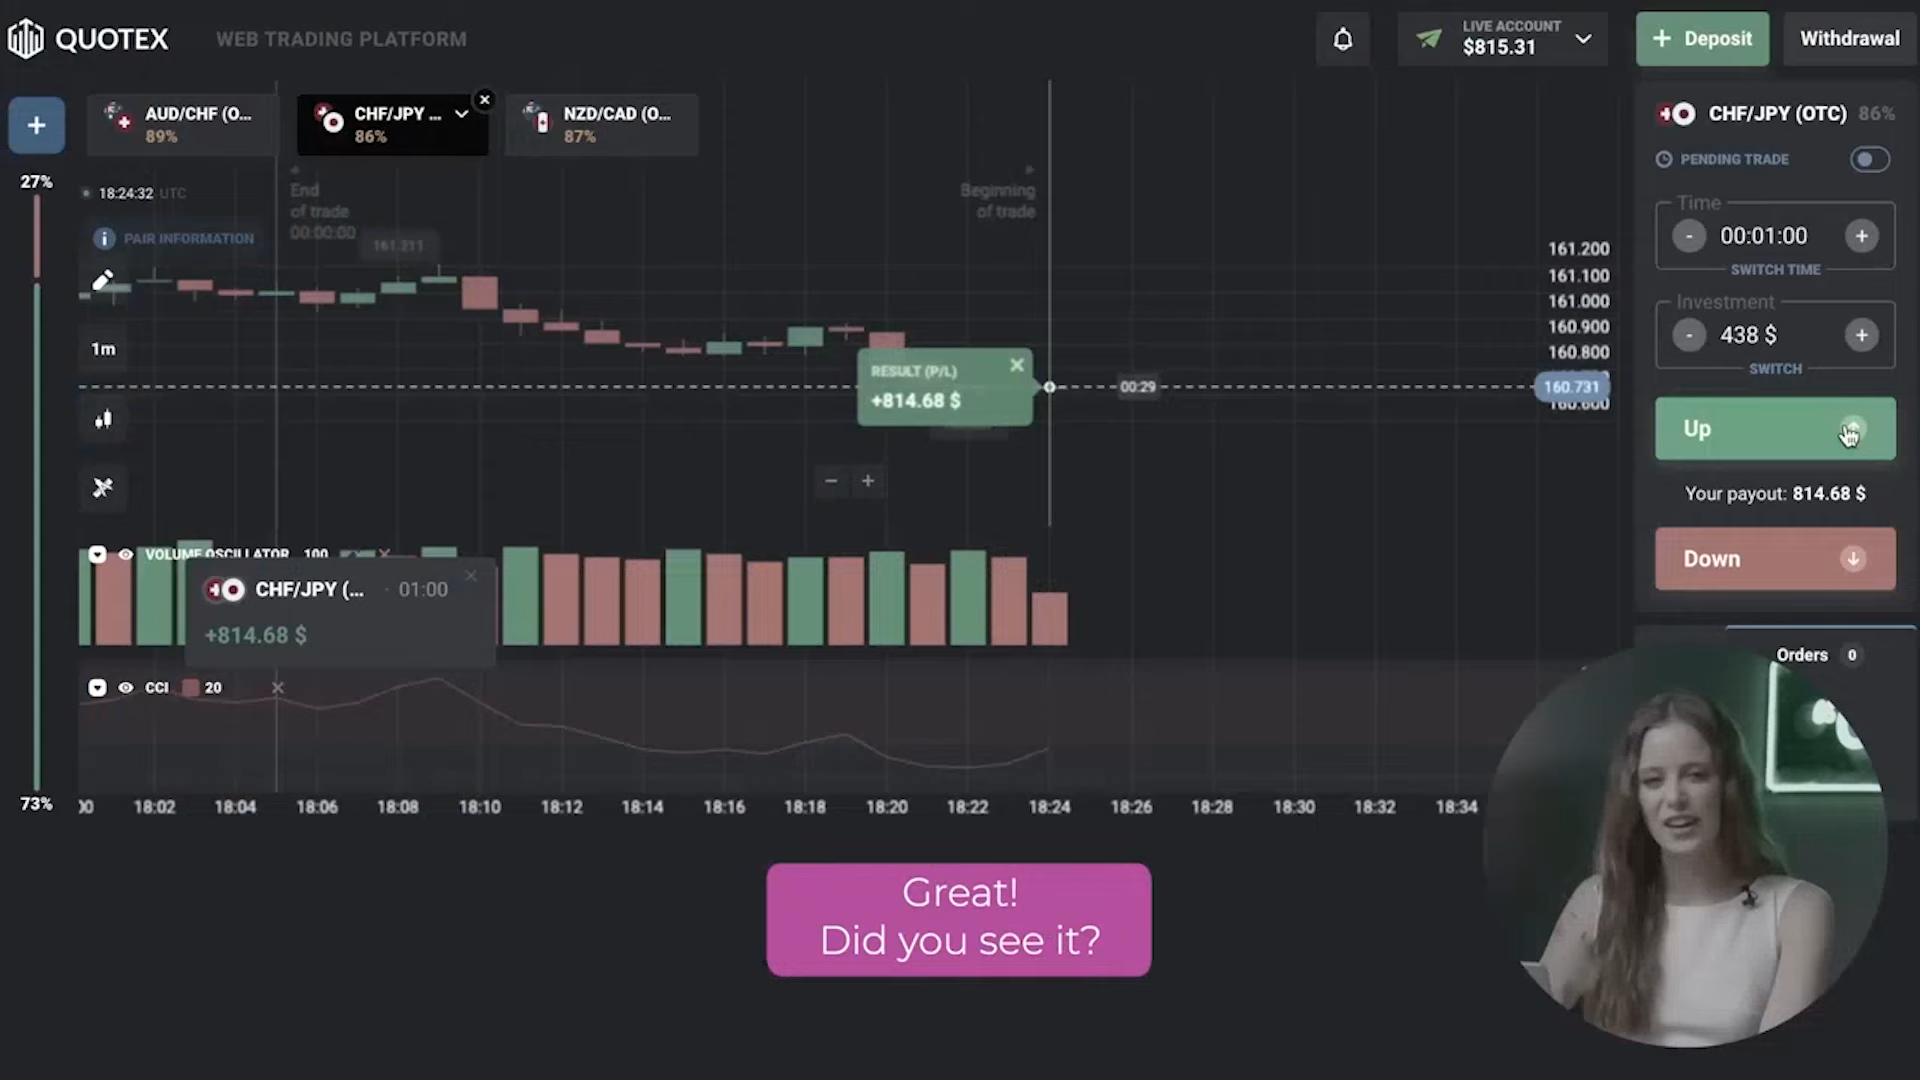 QUOTEX
WEB TRADING PLATFORM
LIVE ACCOUNT
$815.31
+ Deposit
Withdrawal
+
AUD/CHF (O...
89%
CHF/JPY ...
86%
NZD/CAD (O...
87%
CHF/JPY (OTC) 86%
PENDING TRADE
27%
18:24:32 UTC
End
of trade
00:00:00
Beginning
of trade
PAIR INFORMATION
161.211
Time
- 00:01:00 +
SWITCH TIME
Investment
- 438 $ +
SWITCH
161.200
161.100
161.000
160.900
160.800
160.731
160.600
1m
RESULT (P/L)
+814.68 $
00:29
Up
Your payout: 814.68 $
Down
- +
VOLUME OSCILLATOR 100
CHF/JPY (... · 01:00
+814.68 $
Orders 0
CCI 20
73%
18:02 18:04 18:06 18:08 18:10 18:12 18:14 18:16 18:18 18:20 18:22 18:24 18:26 18:28 18:30 18:32 18:34
Great!
Did you see it?